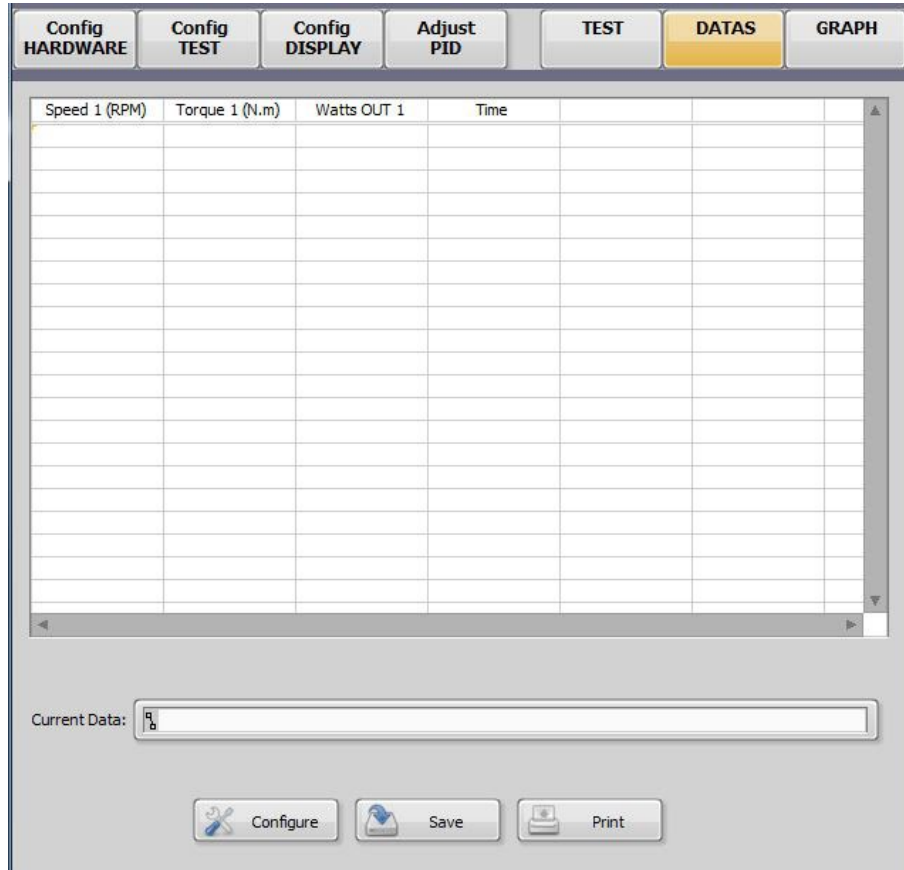 Config HARDWARE
Config TEST
Config DISPLAY
Adjust PID
TEST
DATAS
GRAPH
Speed 1 (RPM) Torque 1 (N.m) Watts OUT 1 Time
Current Data:
Configure Save Print